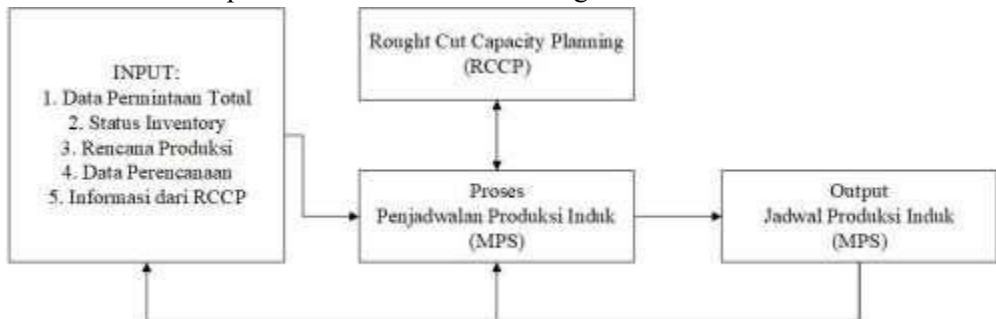 INPUT:
1. Data Permintaan Total
2. Status Inventory
3. Rencana Produksi
4. Data Perencanaan
5. Informasi dari RCCP
Rought Cut Capacity Planning
(RCCP)
Proses
Penjadwalan Produksi Induk
(MPS)
Output
Jadwal Produksi Induk
(MPS)